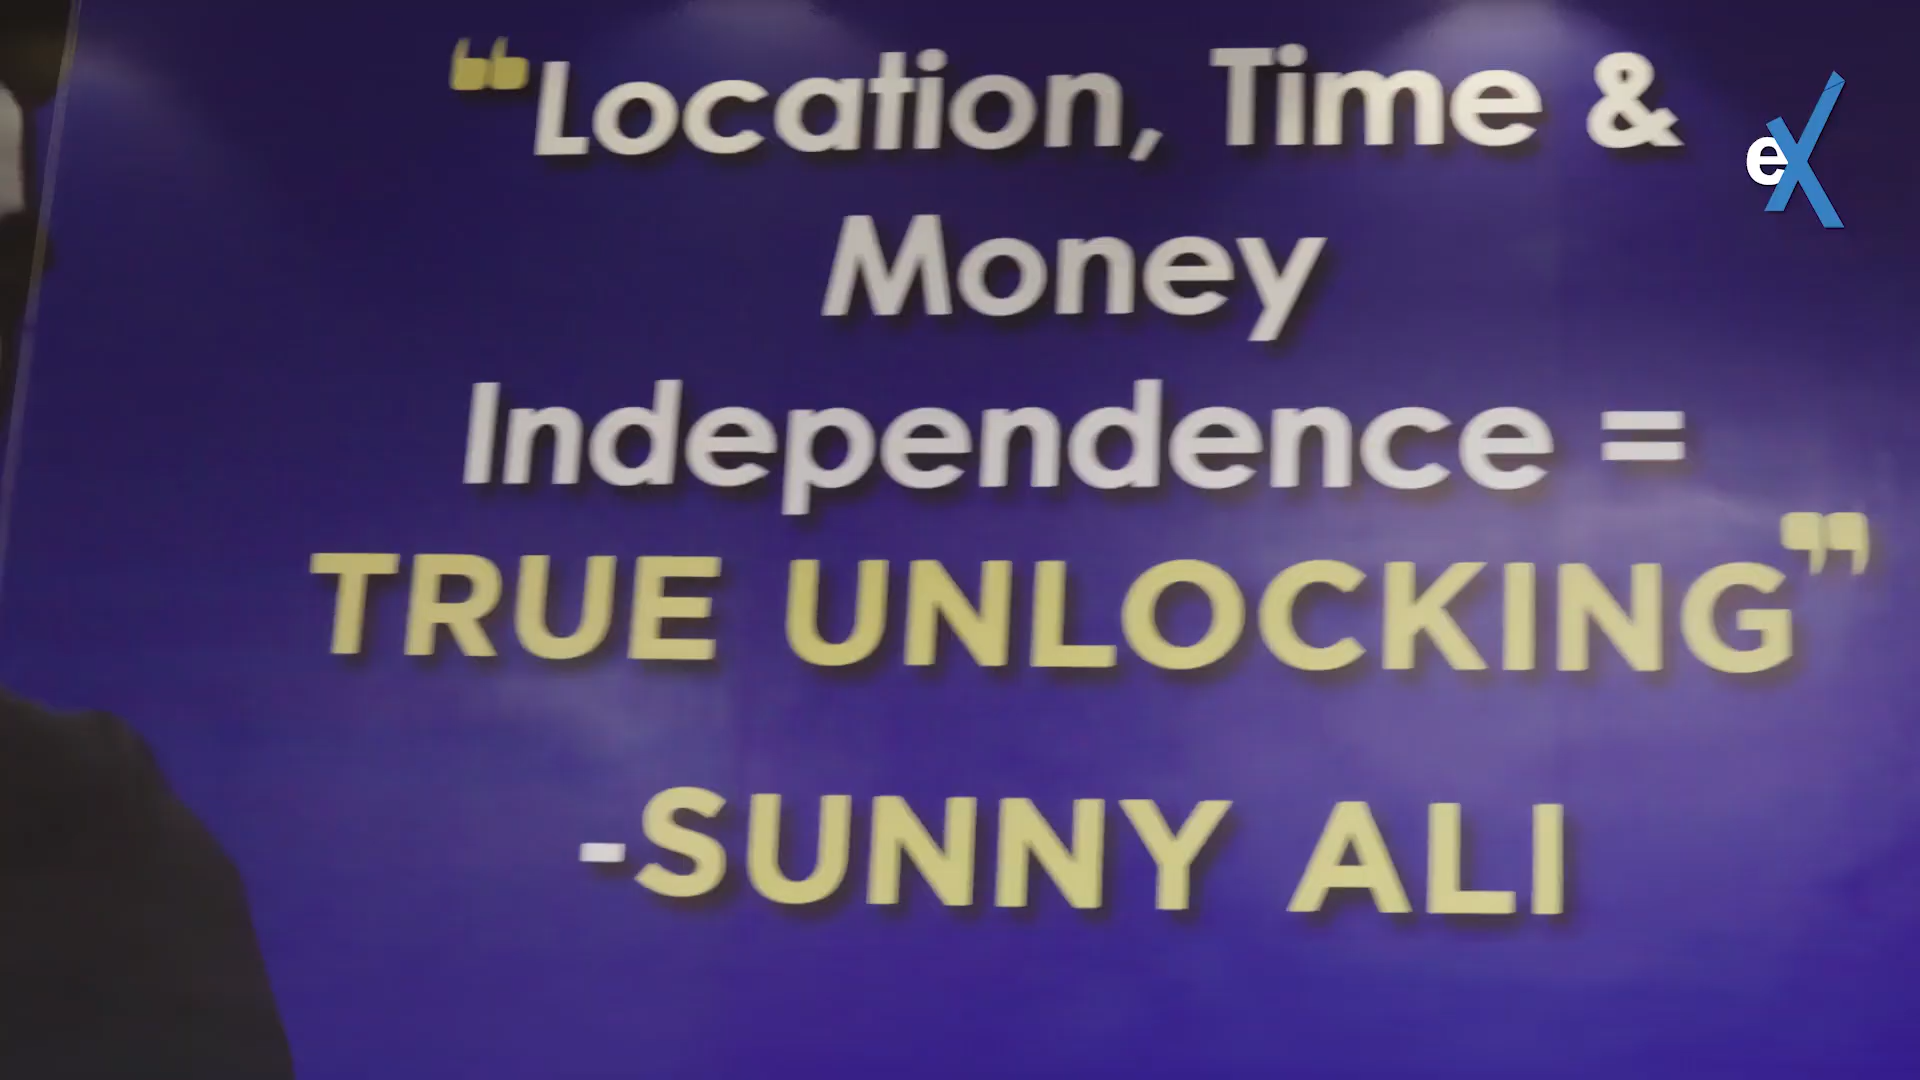 “Location, Time &
Money
Independence =
TRUE UNLOCKING”
-SUNNY ALI
eX